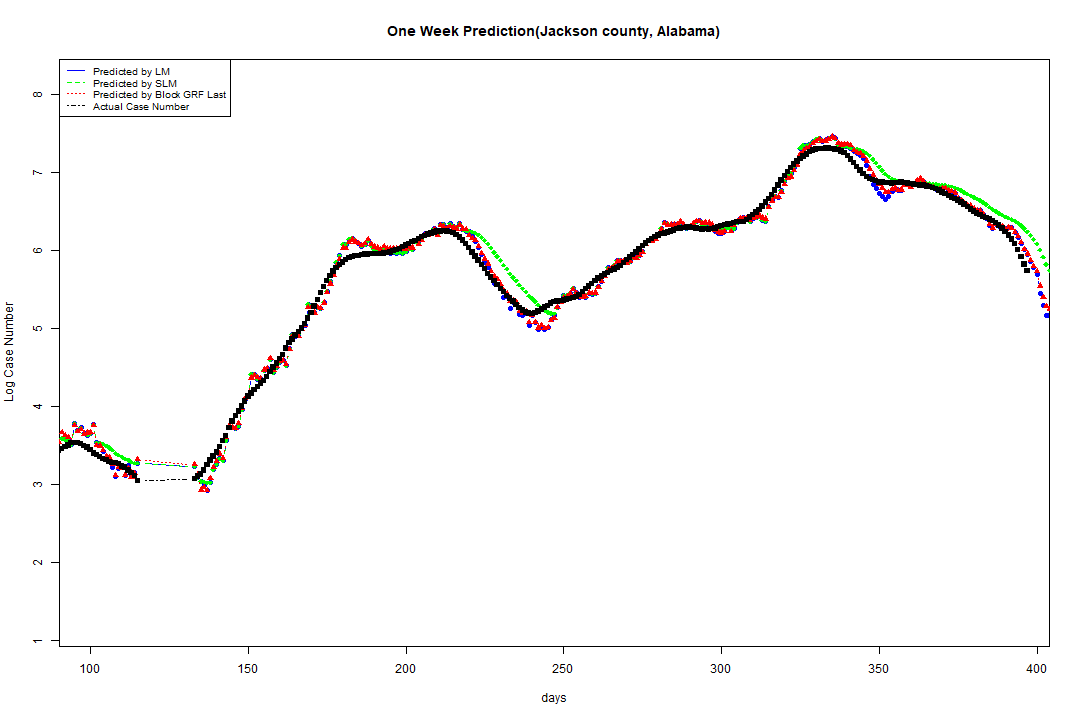 One Week Prediction(Jackson county, Alabama)
Predicted by LM
Predicted by SLM
Predicted by Block GRF Last
Actual Case Number
8
7
6
5
4
3
2
1
Log Case Number
100 150 200 250 300 350 400
days